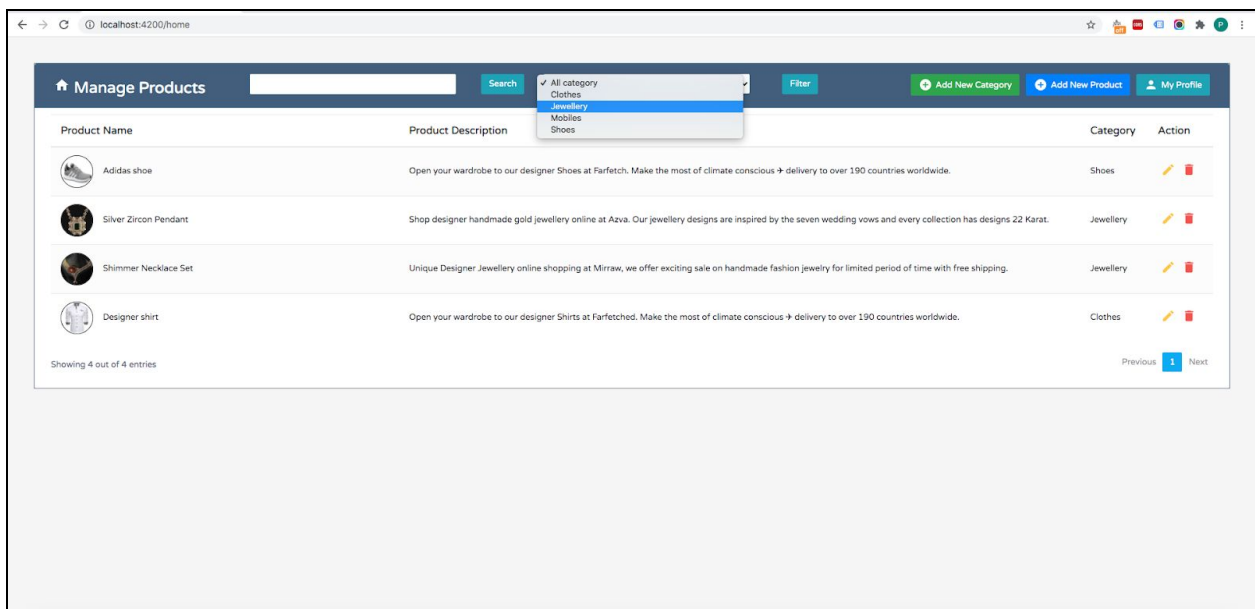 localhost:4200/home
off
P
Manage Products
Search
✓ All category
Clothes
Jewellery
Mobiles
Shoes
Filter
Add New Category
Add New Product
My Profile
Product Name Product Description Category Action
Adidas shoe Open your wardrobe to our designer Shoes at Farfetch. Make the most of climate conscious ✈ delivery to over 190 countries worldwide. Shoes
Silver Zircon Pendant Shop designer handmade gold jewellery online at Azva. Our jewellery designs are inspired by the seven wedding vows and every collection has designs 22 Karat. Jewellery
Shimmer Necklace Set Unique Designer Jewellery online shopping at Mirraw, we offer exciting sale on handmade fashion jewelry for limited period of time with free shipping. Jewellery
Designer shirt Open your wardrobe to our designer Shirts at Farfetched. Make the most of climate conscious ✈ delivery to over 190 countries worldwide. Clothes
Showing 4 out of 4 entries Previous 1 Next